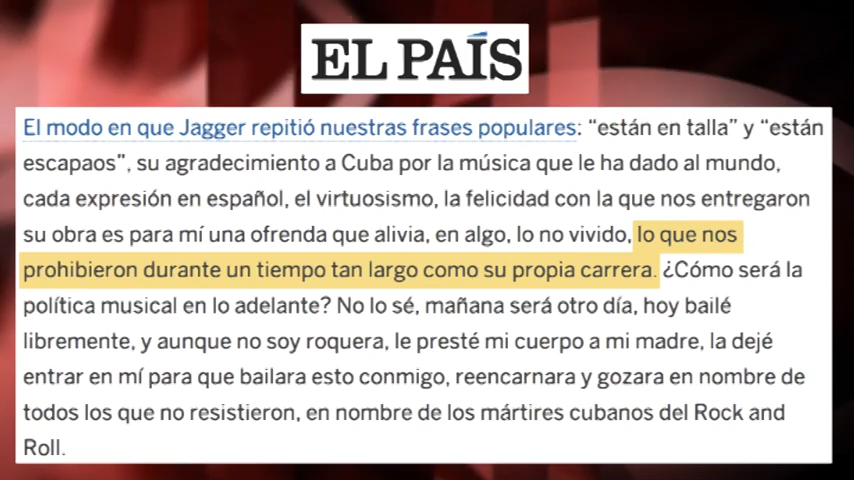 EL PAÍS
El modo en que Jagger repitió nuestras frases populares: “están en talla” y “están
escapaos”, su agradecimiento a Cuba por la música que le ha dado al mundo,
cada expresión en español, el virtuosismo, la felicidad con la que nos entregaron
su obra es para mí una ofrenda que alivia, en algo, lo no vivido, lo que nos
prohibieron durante un tiempo tan largo como su propia carrera. ¿Cómo será la
política musical en lo adelante? No lo sé, mañana será otro día, hoy bailé
libremente, y aunque no soy roquera, le presté mi cuerpo a mi madre, la dejé
entrar en mí para que bailara esto conmigo, reencarnara y gozara en nombre de
todos los que no resistieron, en nombre de los mártires cubanos del Rock and
Roll.